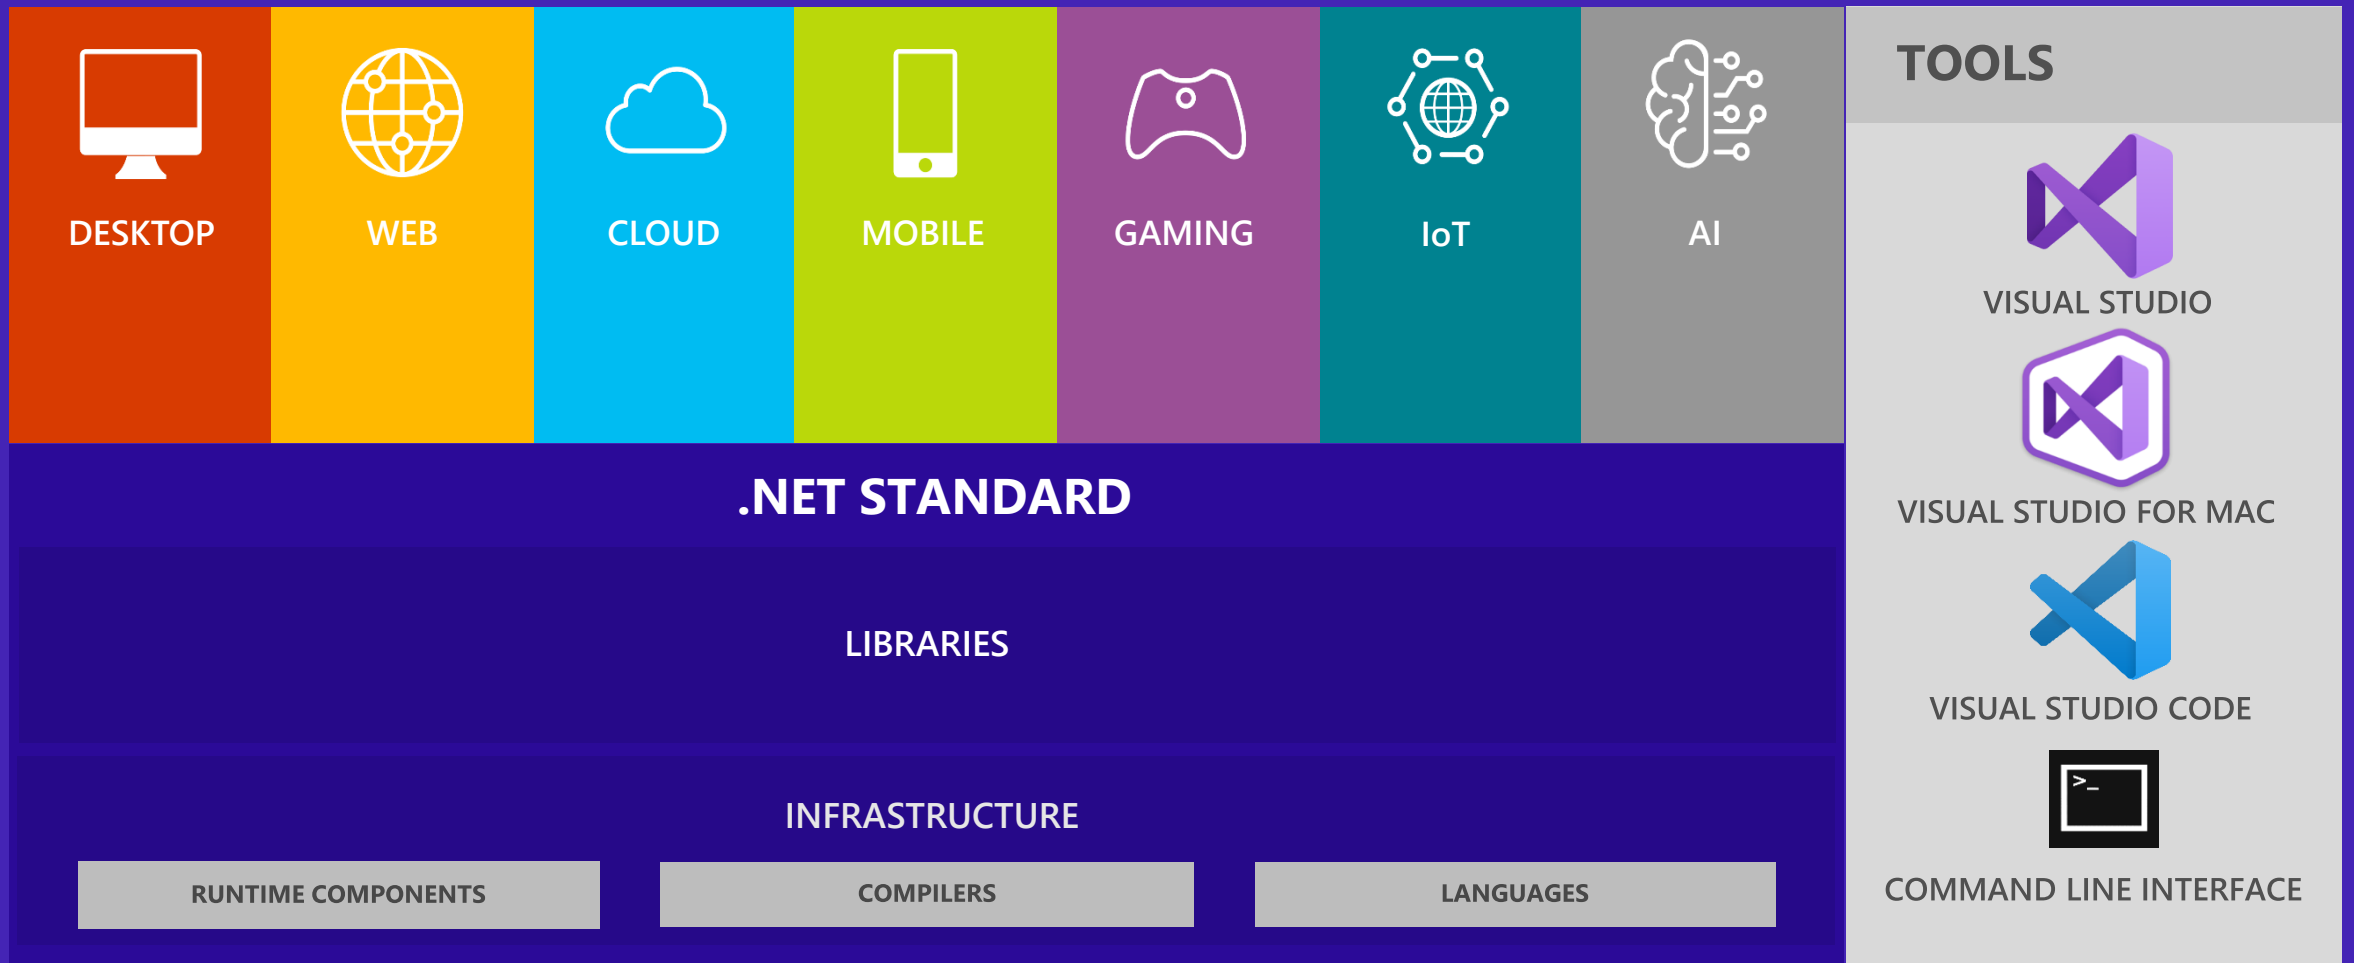 DESKTOP
WEB
CLOUD
MOBILE
GAMING
IoT
AI
.NET STANDARD
LIBRARIES
INFRASTRUCTURE
RUNTIME COMPONENTS
COMPILERS
LANGUAGES
TOOLS
VISUAL STUDIO
VISUAL STUDIO FOR MAC
VISUAL STUDIO CODE
>_
COMMAND LINE INTERFACE